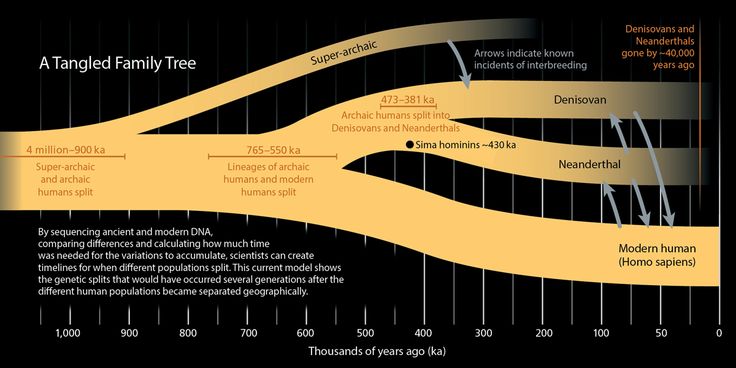 A Tangled Family Tree
Super-archaic
Arrows indicate known
incidents of interbreeding
Denisovans and
Neanderthals
gone by ~40,000
years ago
473–381 ka
Archaic humans split into
Denisovans and Neanderthals
Denisovan
Sima hominins ~430 ka
Neanderthal
4 million–900 ka
Super-archaic
and archaic
humans split
765–550 ka
Lineages of archaic
humans and modern
humans split
By sequencing ancient and modern DNA,
comparing differences and calculating how much time
was needed for the variations to accumulate, scientists can create
timelines for when different populations split. This current model shows
the genetic splits that would have occurred several generations after the
different human populations became separated geographically.
Modern human
(Homo sapiens)
1,000 900 800 700 600 500 400 300 200 100 50 0
Thousands of years ago (ka)